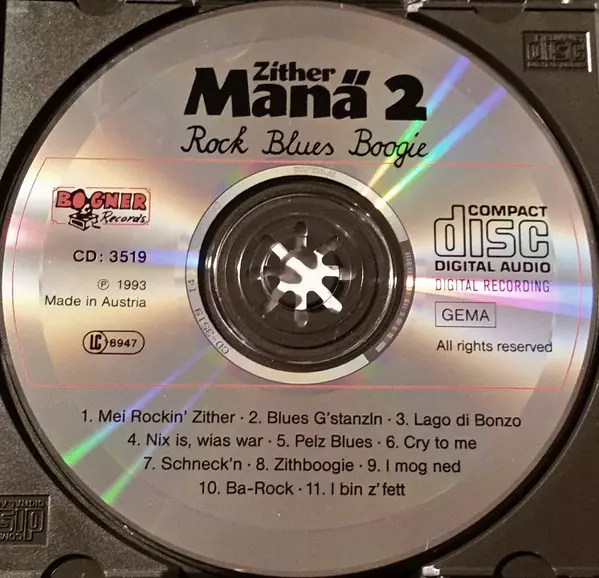 Zither
Manä 2
Rock Blues Boogie
BOGNER
Records
CD: 3519
℗ 1993
Made in Austria
LC 6947
COMPACT
disc
DIGITAL AUDIO
DIGITAL RECORDING
GEMA
All rights reserved
1. Mei Rockin' Zither · 2. Blues G'stanzln · 3. Lago di Bonzo
4. Nix is, wias war · 5. Pelz Blues · 6. Cry to me
7. Schneck'n · 8. Zithboogie · 9. I mog ned
10. Ba-Rock · 11. I bin z'fett